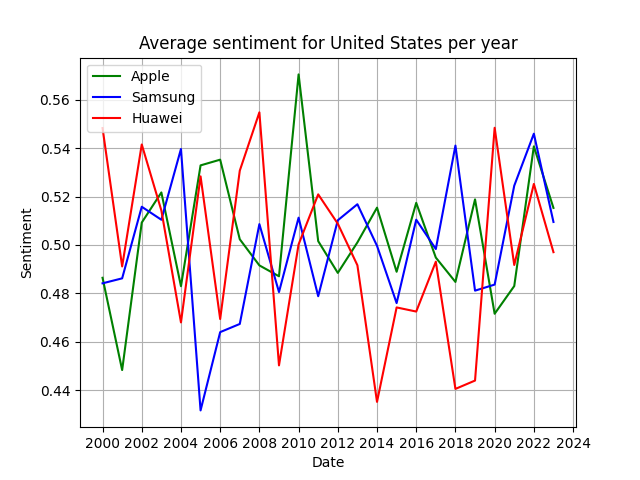 Average sentiment for United States per year
Apple
Samsung
Huawei
0.56
0.54
0.52
0.50
0.48
0.46
0.44
Sentiment
2000 2002 2004 2006 2008 2010 2012 2014 2016 2018 2020 2022 2024
Date